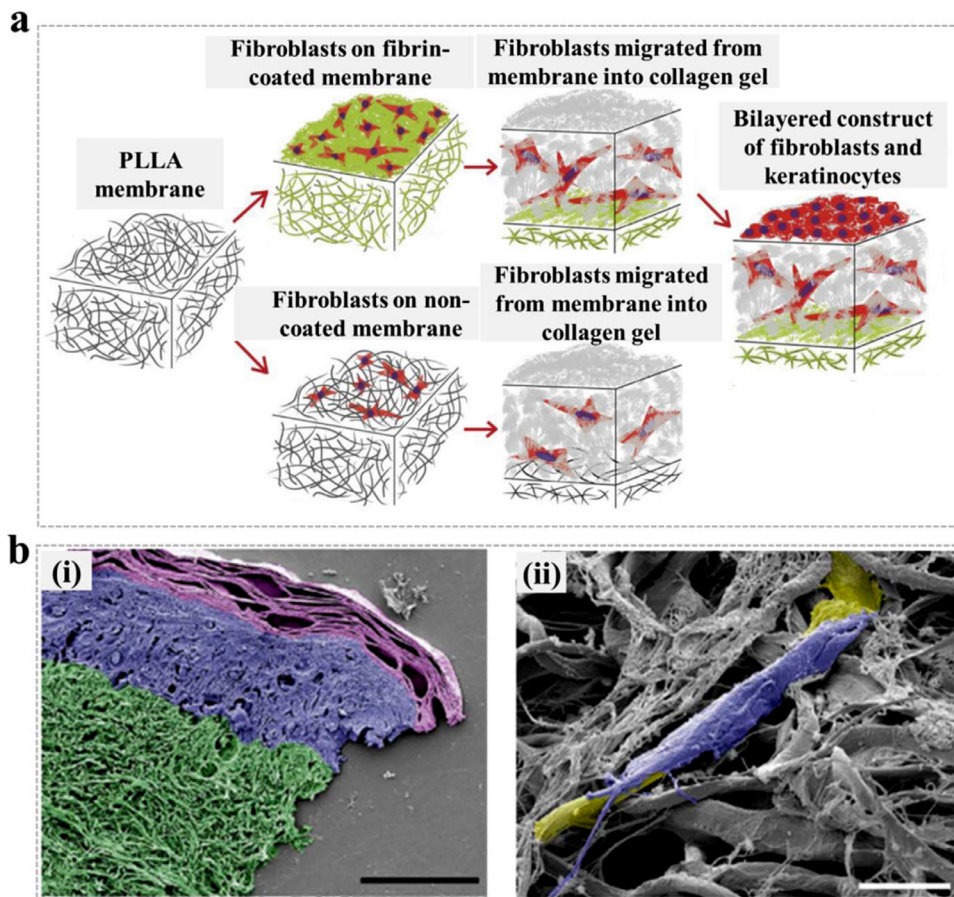 a
Fibroblasts on fibrin-
coated membrane
Fibroblasts migrated from
membrane into collagen gel
Bilayered construct
of fibroblasts and
keratinocytes
PLLA
membrane
Fibroblasts on non-
coated membrane
Fibroblasts migrated
from membrane into
collagen gel
b
(i)
(ii)